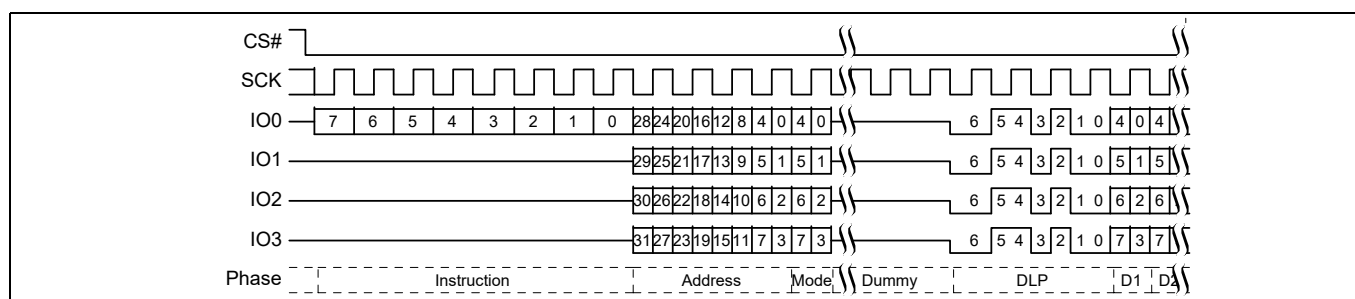 CS#
SCK
IO0 7 6 5 4 3 2 1 0 28 24 20 16 12 8 4 0 4 0 6 5 4 3 2 1 0 4 0 4
IO1 29 25 21 17 13 9 5 1 5 1 6 5 4 3 2 1 0 5 1 5
IO2 30 26 22 18 14 10 6 2 6 2 6 5 4 3 2 1 0 6 2 6
IO3 31 27 23 19 15 11 7 3 7 3 6 5 4 3 2 1 0 7 3 7
Phase Instruction Address Mode Dummy DLP D1 D2